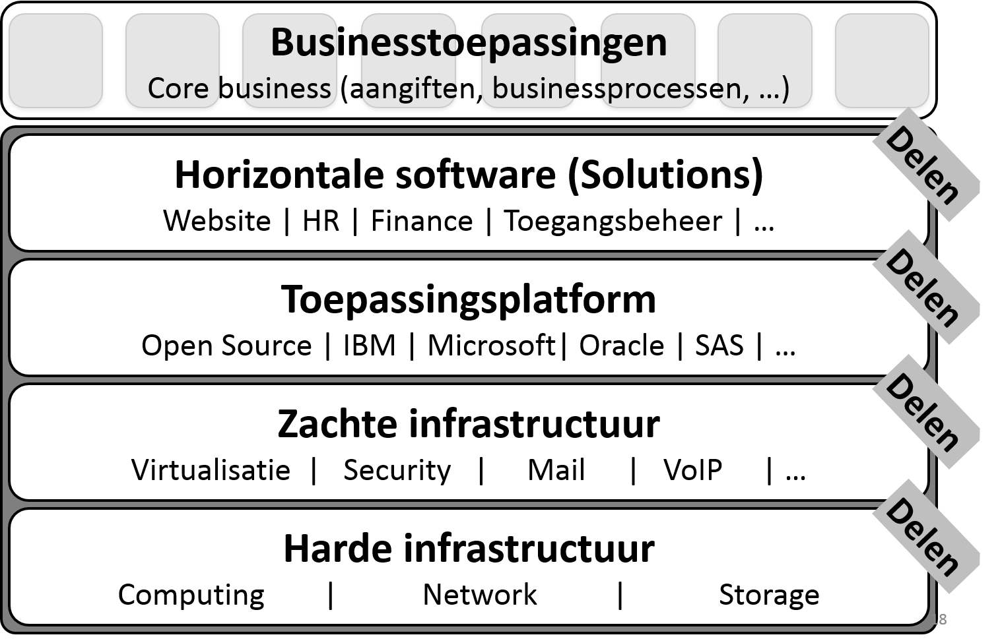 Businesstoepassingen
Core business (aangiften, businessprocessen, ...)
Delen
Horizontale software (Solutions)
Website | HR | Finance | Toegangsbeheer | ...
Delen
Toepassingsplatform
Open Source | IBM | Microsoft| Oracle | SAS | ...
Delen
Zachte infrastructuur
Virtualisatie | Security | Mail | VoIP | ...
Delen
Harde infrastructuur
Computing | Network | Storage